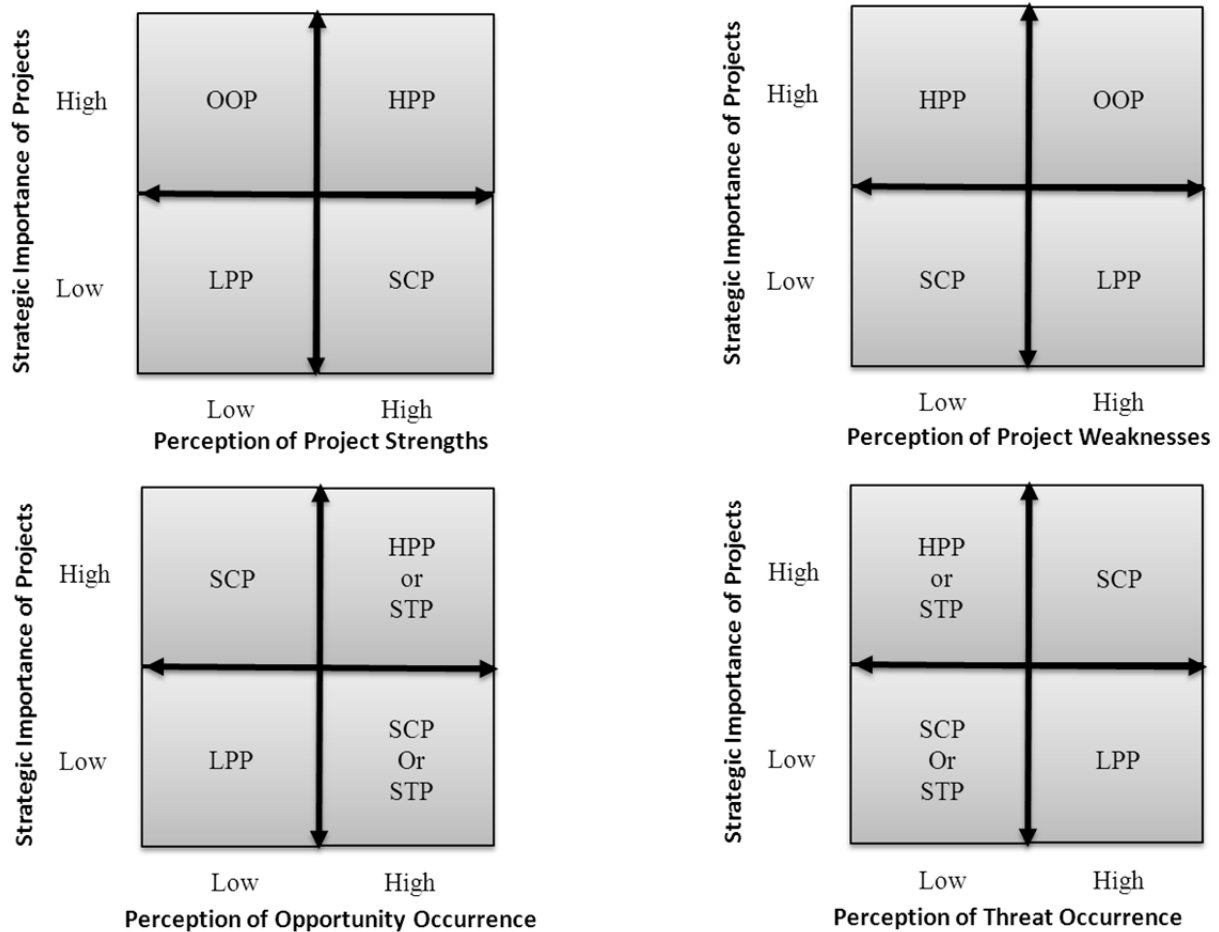 Strategic Importance of Projects
High
OOP
HPP
Low
LPP
SCP
Low
High
Perception of Project Strengths
Strategic Importance of Projects
High
HPP
OOP
Low
SCP
LPP
Low
High
Perception of Project Weaknesses
Strategic Importance of Projects
High
SCP
HPP
or
STP
Low
LPP
SCP
Or
STP
Low
High
Perception of Opportunity Occurrence
Strategic Importance of Projects
High
HPP
or
STP
SCP
Low
SCP
Or
STP
LPP
Low
High
Perception of Threat Occurrence